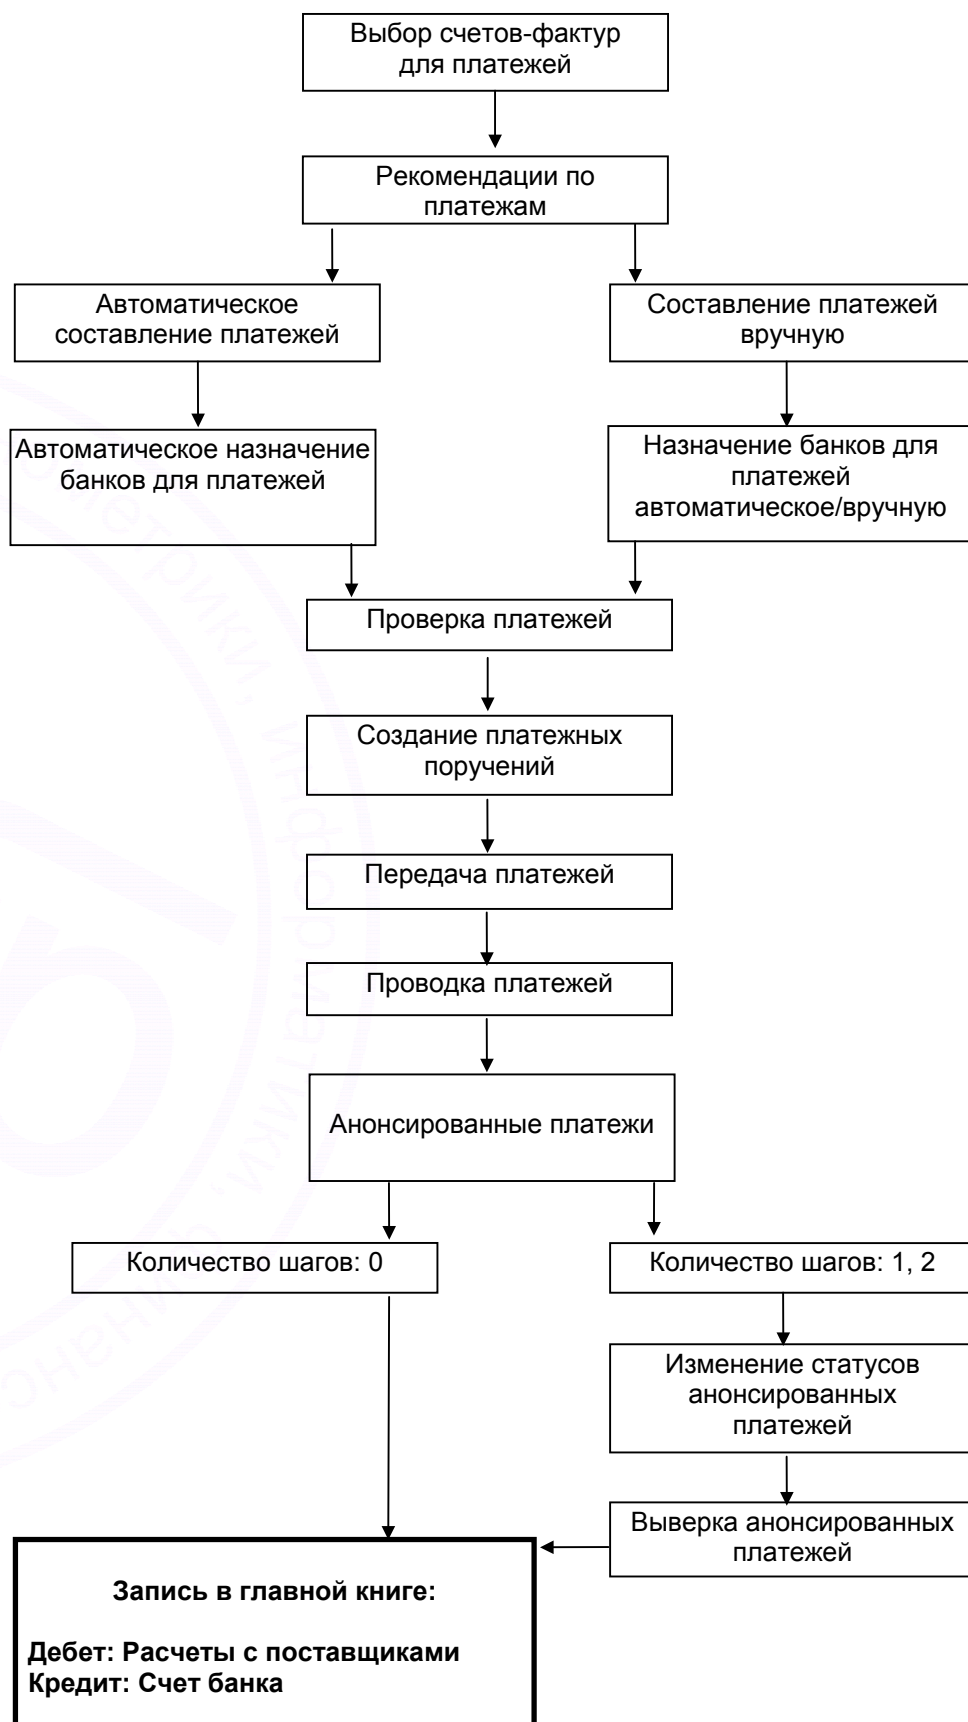 Выбор счетов-фактур
для платежей
Рекомендации по
платежам
Автоматическое
составление платежей
Составление платежей
вручную
Автоматическое назначение
банков для платежей
Назначение банков для
платежей
автоматическое/вручную
Проверка платежей
Создание платежных
поручений
Передача платежей
Проводка платежей
Анонсированные платежи
Количество шагов: 0
Количество шагов: 1, 2
Изменение статусов
анонсированных
платежей
Выверка анонсированных
платежей
Запись в главной книге:
Дебет: Расчеты с поставщиками
Кредит: Счет банка